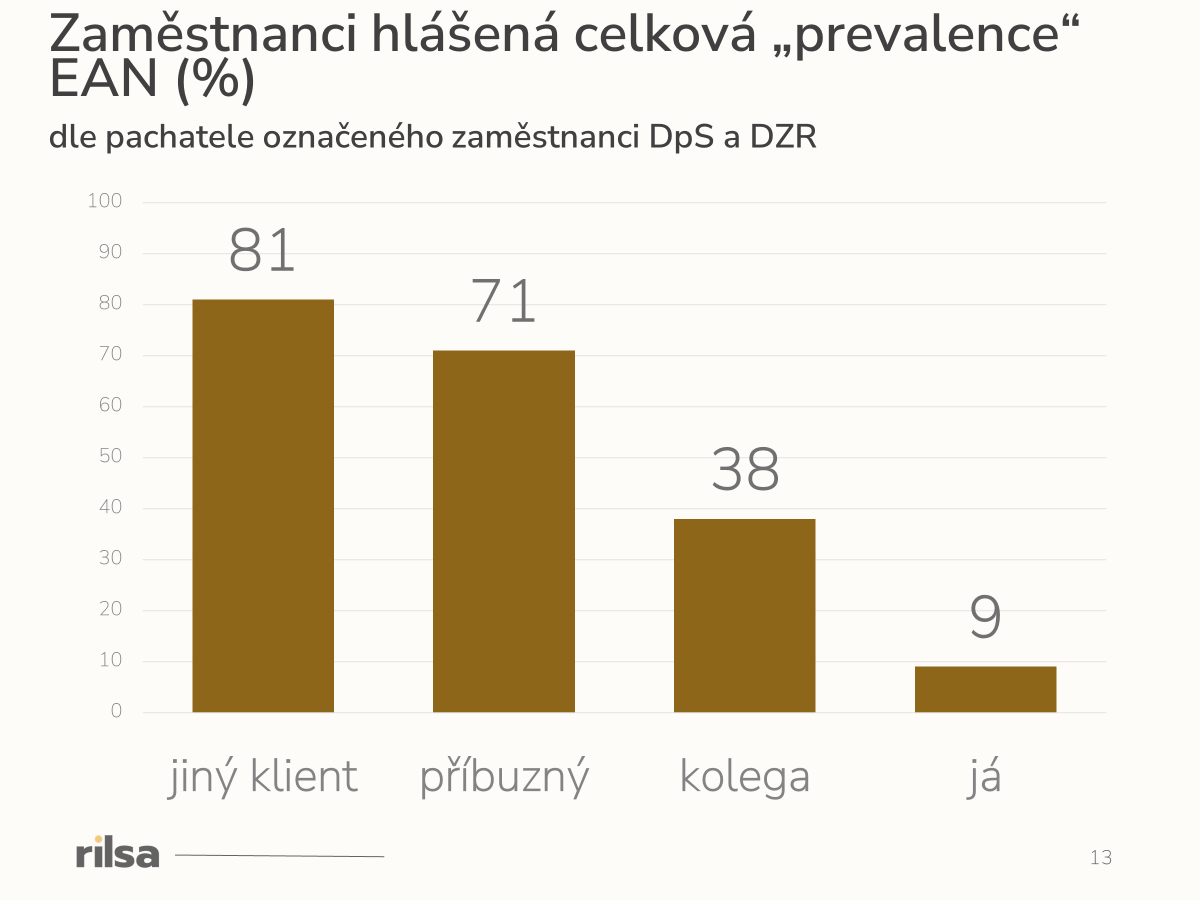 Zaměstnanci hlášená celková „prevalence“
EAN (%)
dle pachatele označeného zaměstnanci DpS a DZR
100
90
80
70
60
50
40
30
20
10
0
81
71
38
9
jiný klient
příbuzný
kolega
já
rilsa
13